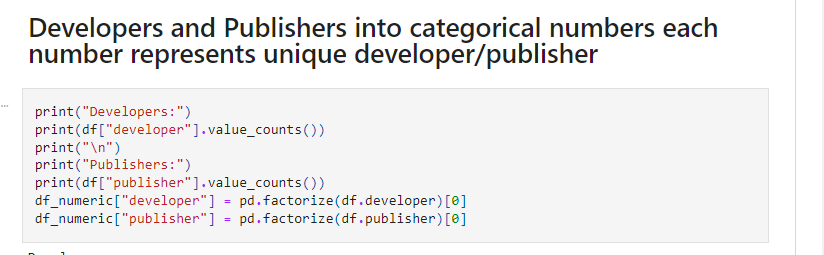 Developers and Publishers into categorical numbers each
number represents unique developer/publisher
print("Developers:")
print(df["developer"].value_counts())
print("\n")
print("Publishers:")
print(df["publisher"].value_counts())
df_numeric["developer"] = pd.factorize(df.developer)[0]
df_numeric["publisher"] = pd.factorize(df.publisher)[0]